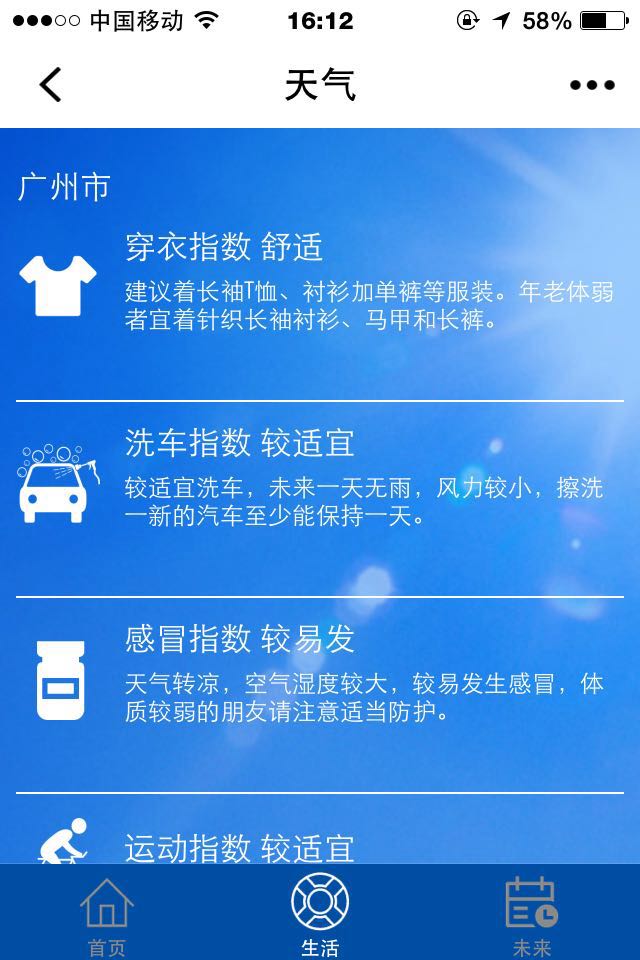 中国移动 16:12 58%
天气
广州市
穿衣指数 舒适
建议着长袖T恤、衬衫加单裤等服装。年老体弱
者宜着针织长袖衬衫、马甲和长裤。
洗车指数 较适宜
较适宜洗车，未来一天无雨，风力较小，擦洗
一新的汽车至少能保持一天。
感冒指数 较易发
天气转凉，空气湿度较大，较易发生感冒，体
质较弱的朋友请注意适当防护。
运动指数 较适宜
首页 生活 未来